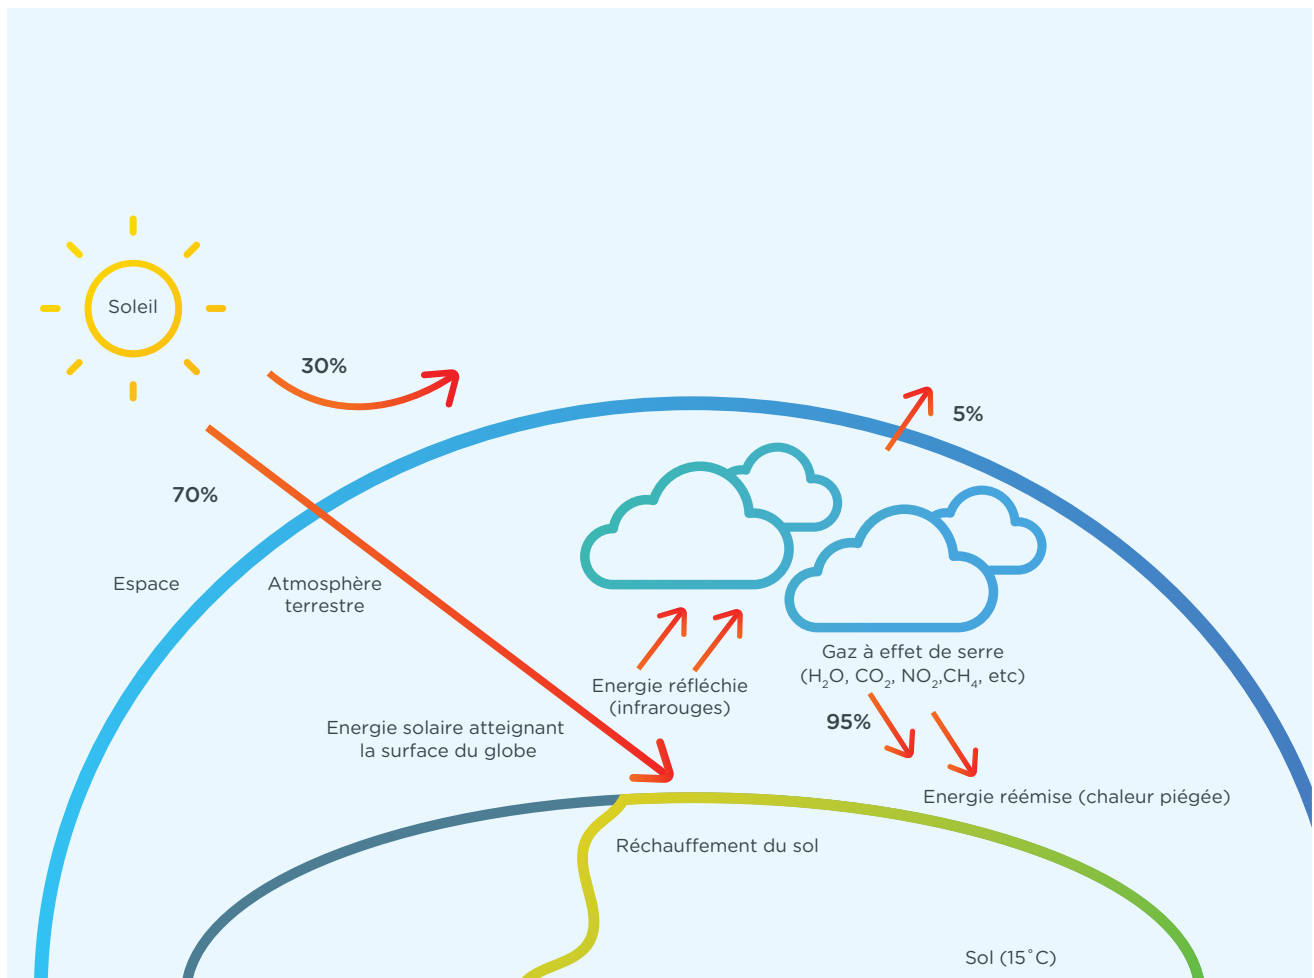 Soleil
30%
5%
70%
Espace
Atmosphère
terrestre
Gaz à effet de serre
(H₂O, CO₂, NO₂,CH₄, etc)
Energie réfléchie
(infrarouges)
95%
Energie solaire atteignant
la surface du globe
Energie réémise (chaleur piégée)
Réchauffement du sol
Sol (15°C)